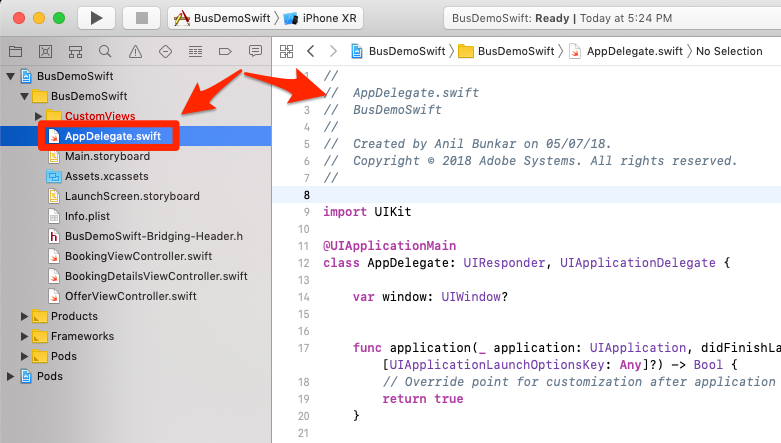 BusDemoSwift iPhone XR
BusDemoSwift: Ready | Today at 5:24 PM
BusDemoSwift BusDemoSwift AppDelegate.swift No Selection
BusDemoSwift
BusDemoSwift
CustomViews
AppDelegate.swift
Main.storyboard
Assets.xcassets
LaunchScreen.storyboard
Info.plist
h BusDemoSwift-Bridging-Header.h
BookingViewController.swift
BookingDetailsViewController.swift
OfferViewController.swift
Products
Frameworks
Pods
Pods
1 //
// AppDelegate.swift
3 // BusDemoSwift
4 //
5 // Created by Anil Bunkar on 05/07/18.
6 // Copyright © 2018 Adobe Systems. All rights reserved.
7 //
8
9 import UIKit
10
11 @UIApplicationMain
12 class AppDelegate: UIResponder, UIApplicationDelegate {
13
14 var window: UIWindow?
15
16
17 func application(_ application: UIApplication, didFinishLa
[UIApplicationLaunchOptionsKey: Any]?) -> Bool {
18 // Override point for customization after application
19 return true
20 }
21